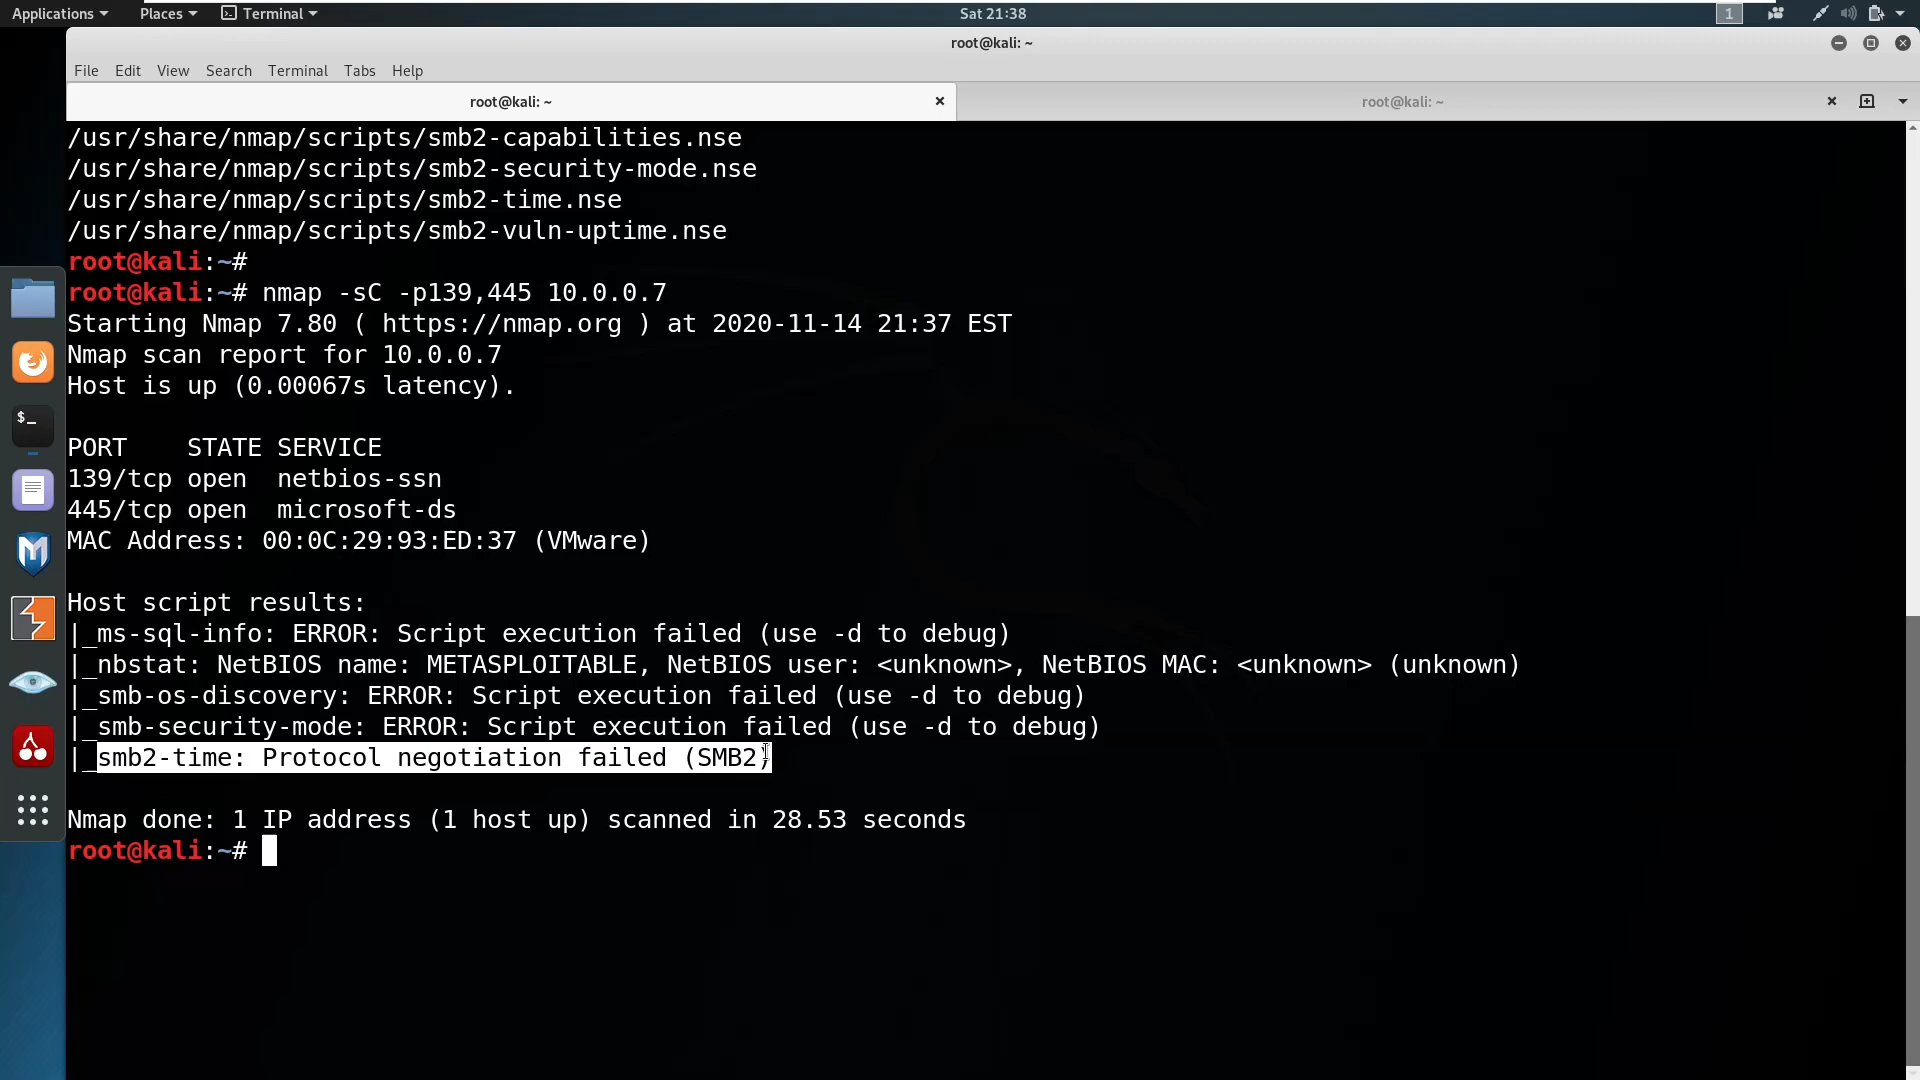 Applications Places Terminal Sat 21:38 1
root@kali: ~
File Edit View Search Terminal Tabs Help
root@kali: ~ root@kali: ~
/usr/share/nmap/scripts/smb2-capabilities.nse
/usr/share/nmap/scripts/smb2-security-mode.nse
/usr/share/nmap/scripts/smb2-time.nse
/usr/share/nmap/scripts/smb2-vuln-uptime.nse
root@kali:~#
root@kali:~# nmap -sC -p139,445 10.0.0.7
Starting Nmap 7.80 ( https://nmap.org ) at 2020-11-14 21:37 EST
Nmap scan report for 10.0.0.7
Host is up (0.00067s latency).
PORT    STATE SERVICE
139/tcp open  netbios-ssn
445/tcp open  microsoft-ds
MAC Address: 00:0C:29:93:ED:37 (VMware)
Host script results:
|_ms-sql-info: ERROR: Script execution failed (use -d to debug)
|_nbstat: NetBIOS name: METASPLOITABLE, NetBIOS user: <unknown>, NetBIOS MAC: <unknown> (unknown)
|_smb-os-discovery: ERROR: Script execution failed (use -d to debug)
|_smb-security-mode: ERROR: Script execution failed (use -d to debug)
|_smb2-time: Protocol negotiation failed (SMB2)
Nmap done: 1 IP address (1 host up) scanned in 28.53 seconds
root@kali:~#